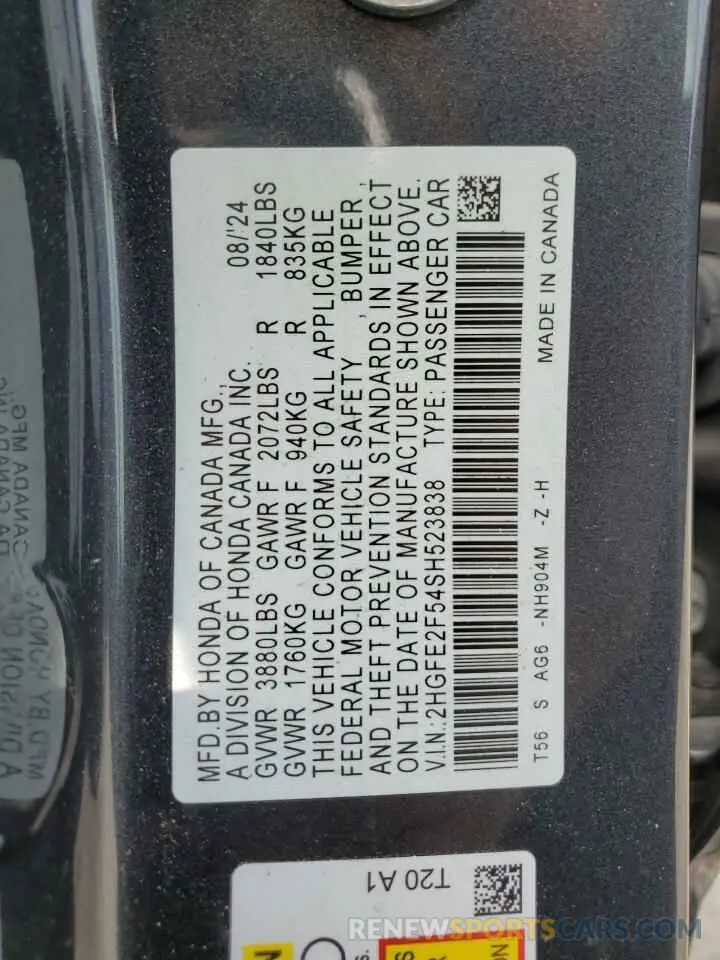 MFD. BY HONDA OF CANADA MFG., 08/'24
A DIVISION OF HONDA CANADA INC.
GVWR 3880LBS GAWR F 2072LBS R 1840LBS
GVWR 1760KG GAWR F 940KG R 835KG
THIS VEHICLE CONFORMS TO ALL APPLICABLE
FEDERAL MOTOR VEHICLE SAFETY , BUMPER,
AND THEFT PREVENTION STANDARDS IN EFFECT
ON THE DATE OF MANUFACTURE SHOWN ABOVE.
V.I.N.:2HGFE2F54SH523838 TYPE: PASSENGER CAR
T56 S AG6 -NH904M -Z -H MADE IN CANADA
T20 A1
RENEWSPORTSCARS.COM